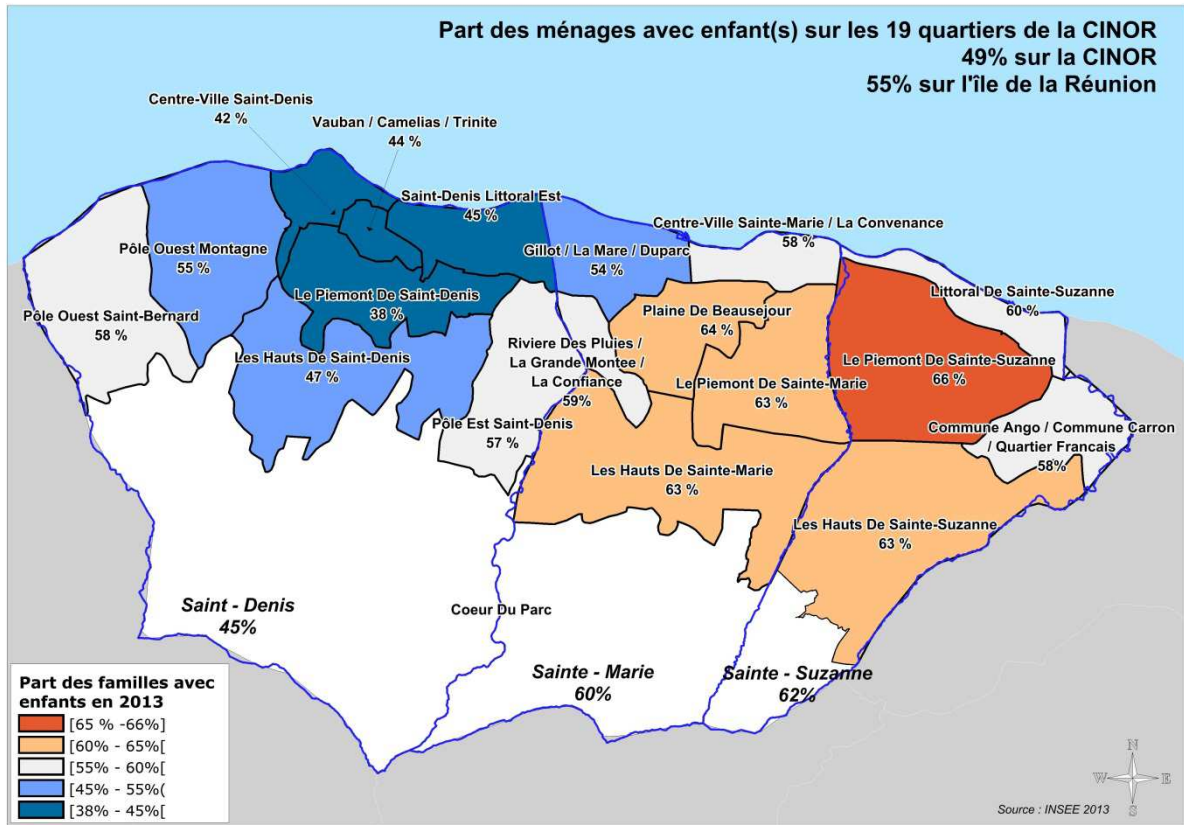 Part des ménages avec enfant(s) sur les 19 quartiers de la CINOR
49% sur la CINOR
55% sur l'île de la Réunion
Centre-Ville Saint-Denis
42 %
Vauban / Camelias / Trinite
44 %
Saint-Denis Littoral Est
45 %
Centre-Ville Sainte-Marie / La Convenance
58 %
Pôle Ouest Montagne
55 %
Gillot / La Mare / Duparc
54 %
Littoral De Sainte-Suzanne
60 %
Le Piemont De Saint-Denis
38 %
Pôle Ouest Saint-Bernard
58 %
Plaine De Beausejour
64 %
Les Hauts De Saint-Denis
47 %
Riviere Des Pluies /
La Grande Montee /
La Confiance
59%
Le Piemont De Sainte-Suzanne
66 %
Le Piemont De Sainte-Marie
63 %
Pôle Est Saint-Denis
57 %
Commune Ango / Commune Carron
/ Quartier Francais
58%
Les Hauts De Sainte-Marie
63 %
Les Hauts De Sainte-Suzanne
63 %
Saint - Denis
45%
Coeur Du Parc
Sainte - Marie
60%
Sainte - Suzanne
62%
Part des familles avec
enfants en 2013
[65 % -66%]
[60% - 65%[
[55% - 60%[
[45% - 55%(
[38% - 45%[
N
W
E
S
Source : INSEE 2013